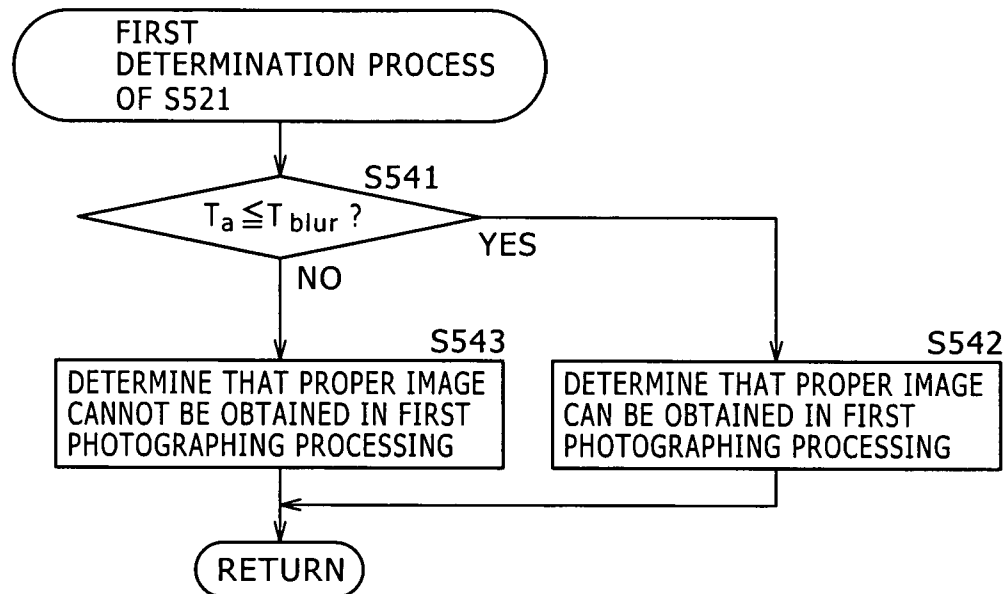 FIRST
DETERMINATION PROCESS
OF S521
S541
Ta ≦ Tblur ?
YES
NO
S543
DETERMINE THAT PROPER IMAGE
CANNOT BE OBTAINED IN FIRST
PHOTOGRAPHING PROCESSING
S542
DETERMINE THAT PROPER IMAGE
CAN BE OBTAINED IN FIRST
PHOTOGRAPHING PROCESSING
RETURN